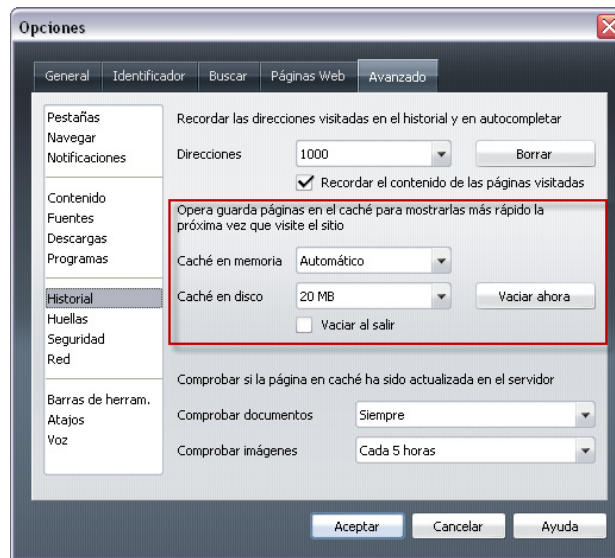 Opciones
General Identificador Buscar Páginas Web Avanzado
Pestañas
Navegar
Notificaciones
Contenido
Fuentes
Descargas
Programas
Historial
Huellas
Seguridad
Red
Barras de herram.
Atajos
Voz
Recordar las direcciones visitadas en el historial y en autocompletar
Direcciones 1000 Borrar
Recordar el contenido de las páginas visitadas
Opera guarda páginas en el caché para mostrarlas más rápido la
próxima vez que visite el sitio
Caché en memoria Automático
Caché en disco 20 MB Vaciar ahora
Vaciar al salir
Comprobar si la página en caché ha sido actualizada en el servidor
Comprobar documentos Siempre
Comprobar imágenes Cada 5 horas
Aceptar Cancelar Ayuda